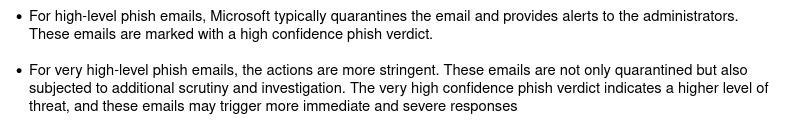 • For high-level phish emails, Microsoft typically quarantines the email and provides alerts to the administrators.
These emails are marked with a high confidence phish verdict.
• For very high-level phish emails, the actions are more stringent. These emails are not only quarantined but also
subjected to additional scrutiny and investigation. The very high confidence phish verdict indicates a higher level of
threat, and these emails may trigger more immediate and severe responses